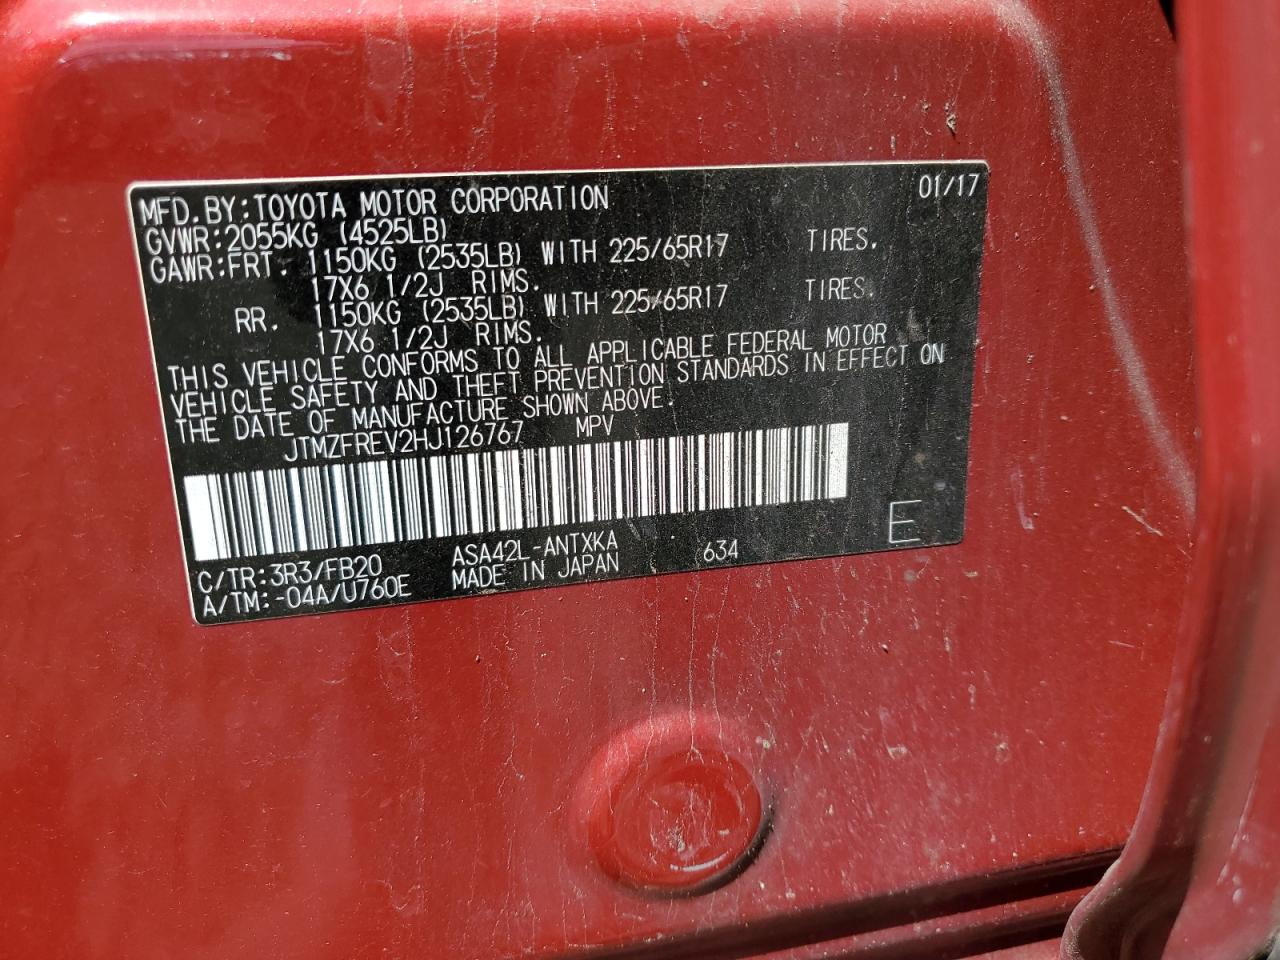 MFD. BY: TOYOTA MOTOR CORPORATION 01/17
GVWR: 2055KG (4525LB)
GAWR: FRT. 1150KG (2535LB) WITH 225/65R17 TIRES.
17X6 1/2J RIMS.
RR. 1150KG (2535LB) WITH 225/65R17 TIRES.
17X6 1/2J RIMS.
THIS VEHICLE CONFORMS TO ALL APPLICABLE FEDERAL MOTOR
VEHICLE SAFETY AND THEFT PREVENTION STANDARDS IN EFFECT ON
THE DATE OF MANUFACTURE SHOWN ABOVE.
JTMZFREV2HJ126767 MPV
C/TR: 3R3/FB20 ASA42L-ANTXKA 634 E
A/TM: -04A/U760E MADE IN JAPAN